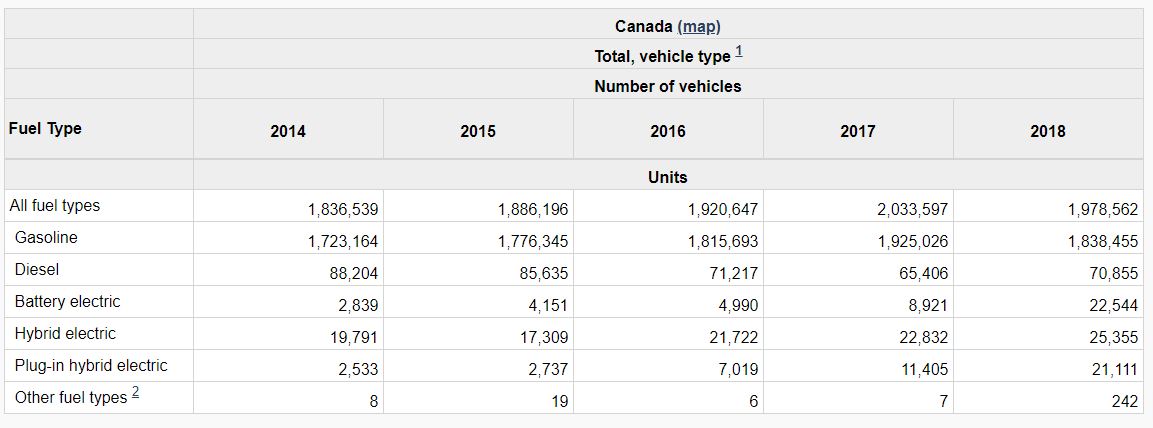 Canada (map)
Total, vehicle type 1
Number of vehicles
Fuel Type 2014 2015 2016 2017 2018
Units
All fuel types 1,836,539 1,886,196 1,920,647 2,033,597 1,978,562
Gasoline 1,723,164 1,776,345 1,815,693 1,925,026 1,838,455
Diesel 88,204 85,635 71,217 65,406 70,855
Battery electric 2,839 4,151 4,990 8,921 22,544
Hybrid electric 19,791 17,309 21,722 22,832 25,355
Plug-in hybrid electric 2,533 2,737 7,019 11,405 21,111
Other fuel types 2 8 19 6 7 242